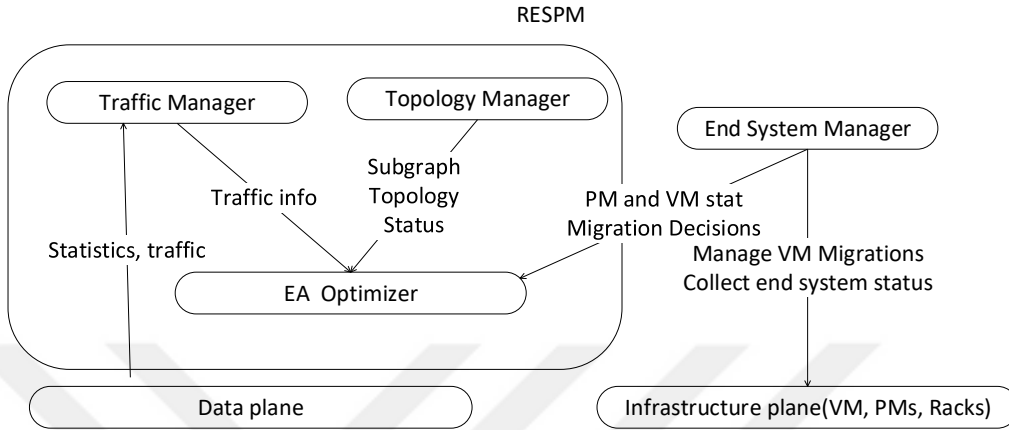 RESPM
Traffic Manager
Topology Manager
End System Manager
Subgraph
Topology
Status
Traffic info
PM and VM stat
Migration Decisions
Statistics, traffic
Manage VM Migrations
Collect end system status
EA Optimizer
Data plane
Infrastructure plane(VM, PMs, Racks)